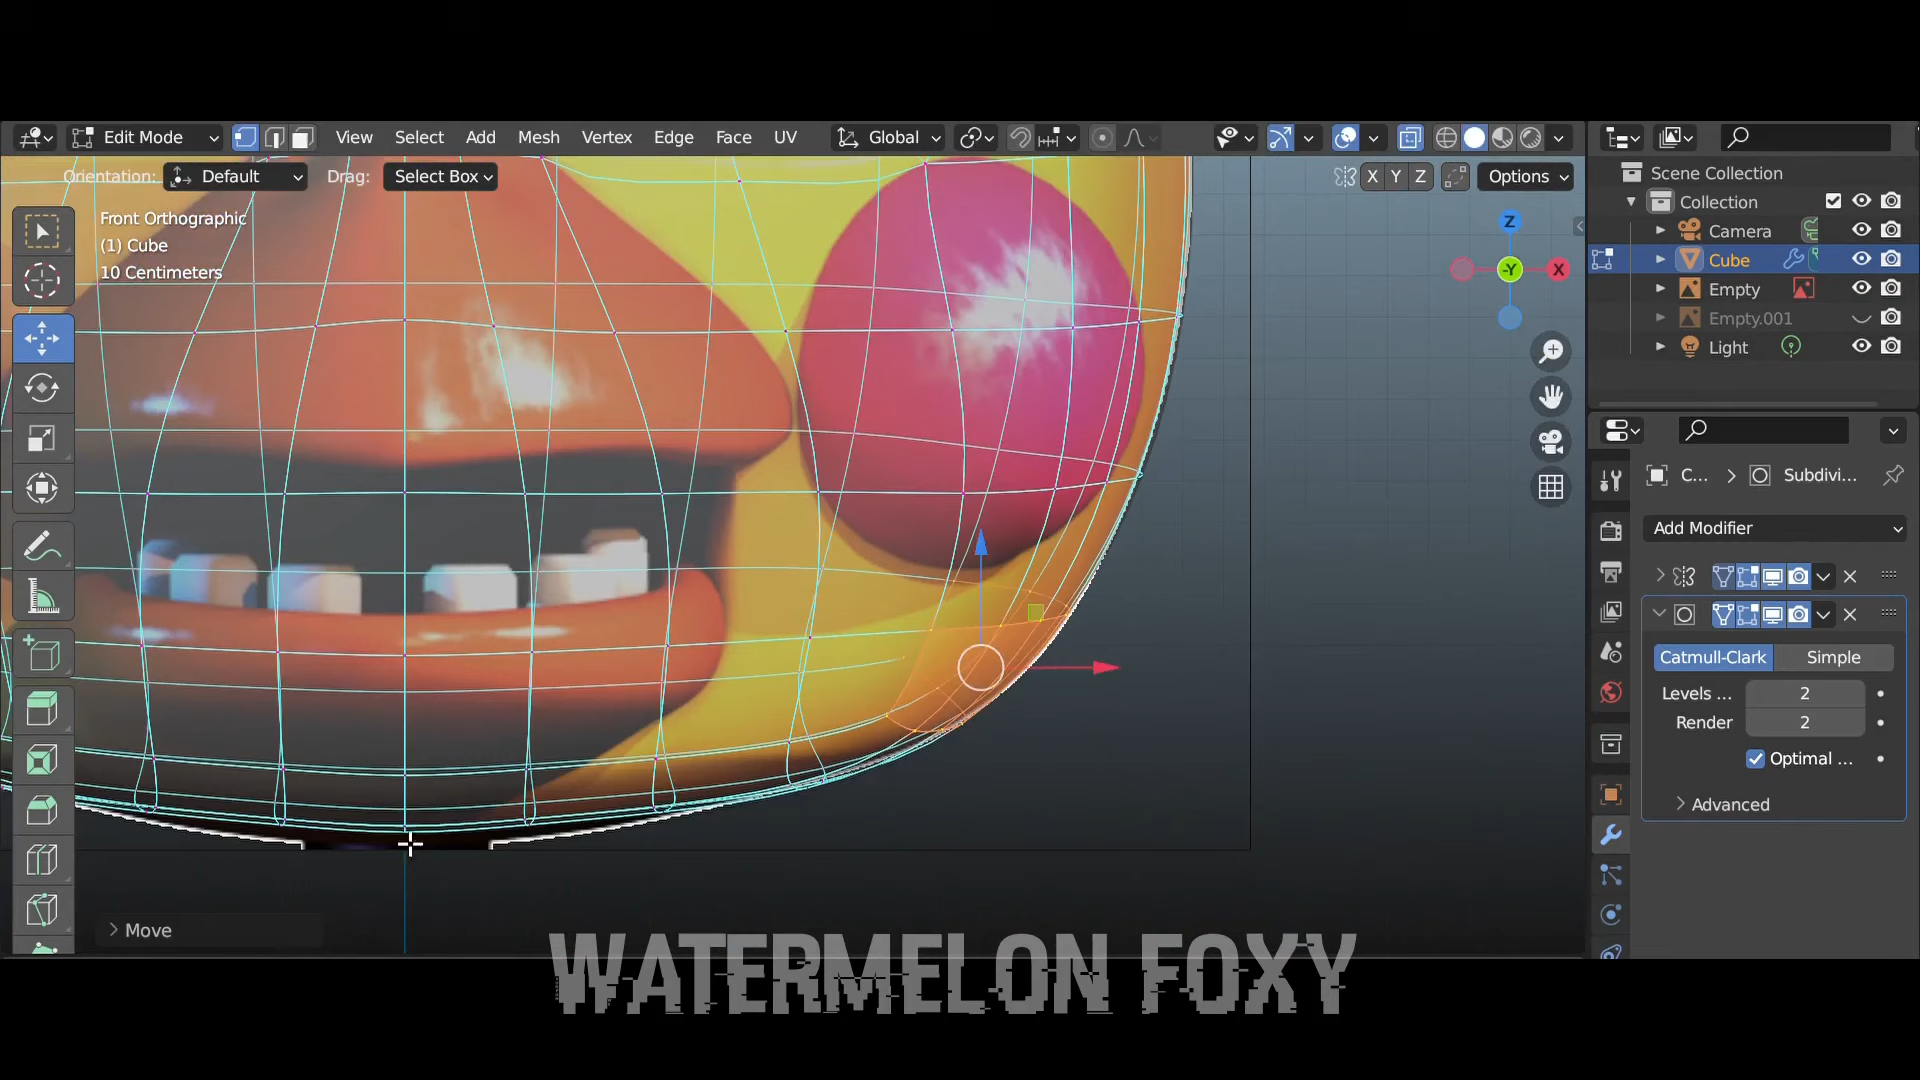 Edit Mode View Select Add Mesh Vertex Edge Face UV Global
Orientation: Default Drag: Select Box X Y Z Options
Front Orthographic
(1) Cube
10 Centimeters
Z
-Y X
Move
Scene Collection
Collection
Camera
Cube
Empty
Empty.001
Light
C... Subdivi...
Add Modifier
Catmull-Clark Simple
Levels ... 2
Render 2
Optimal ...
Advanced
WATERMELON FOXY